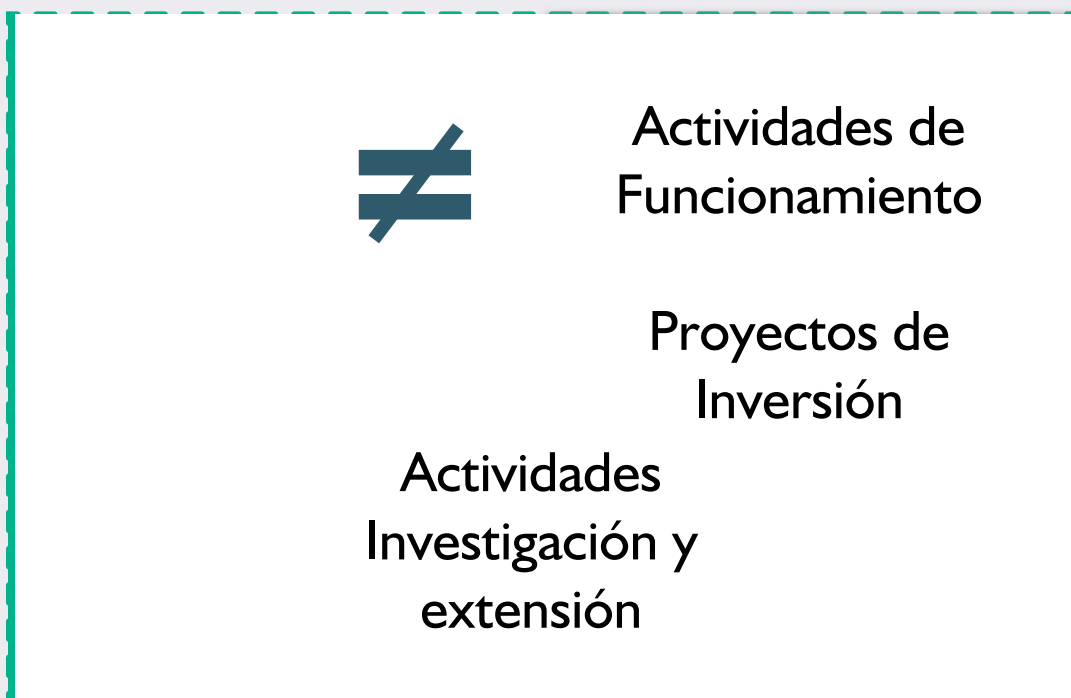 ≠
Actividades de
Funcionamiento
Proyectos de
Inversión
Actividades
Investigación y
extensión